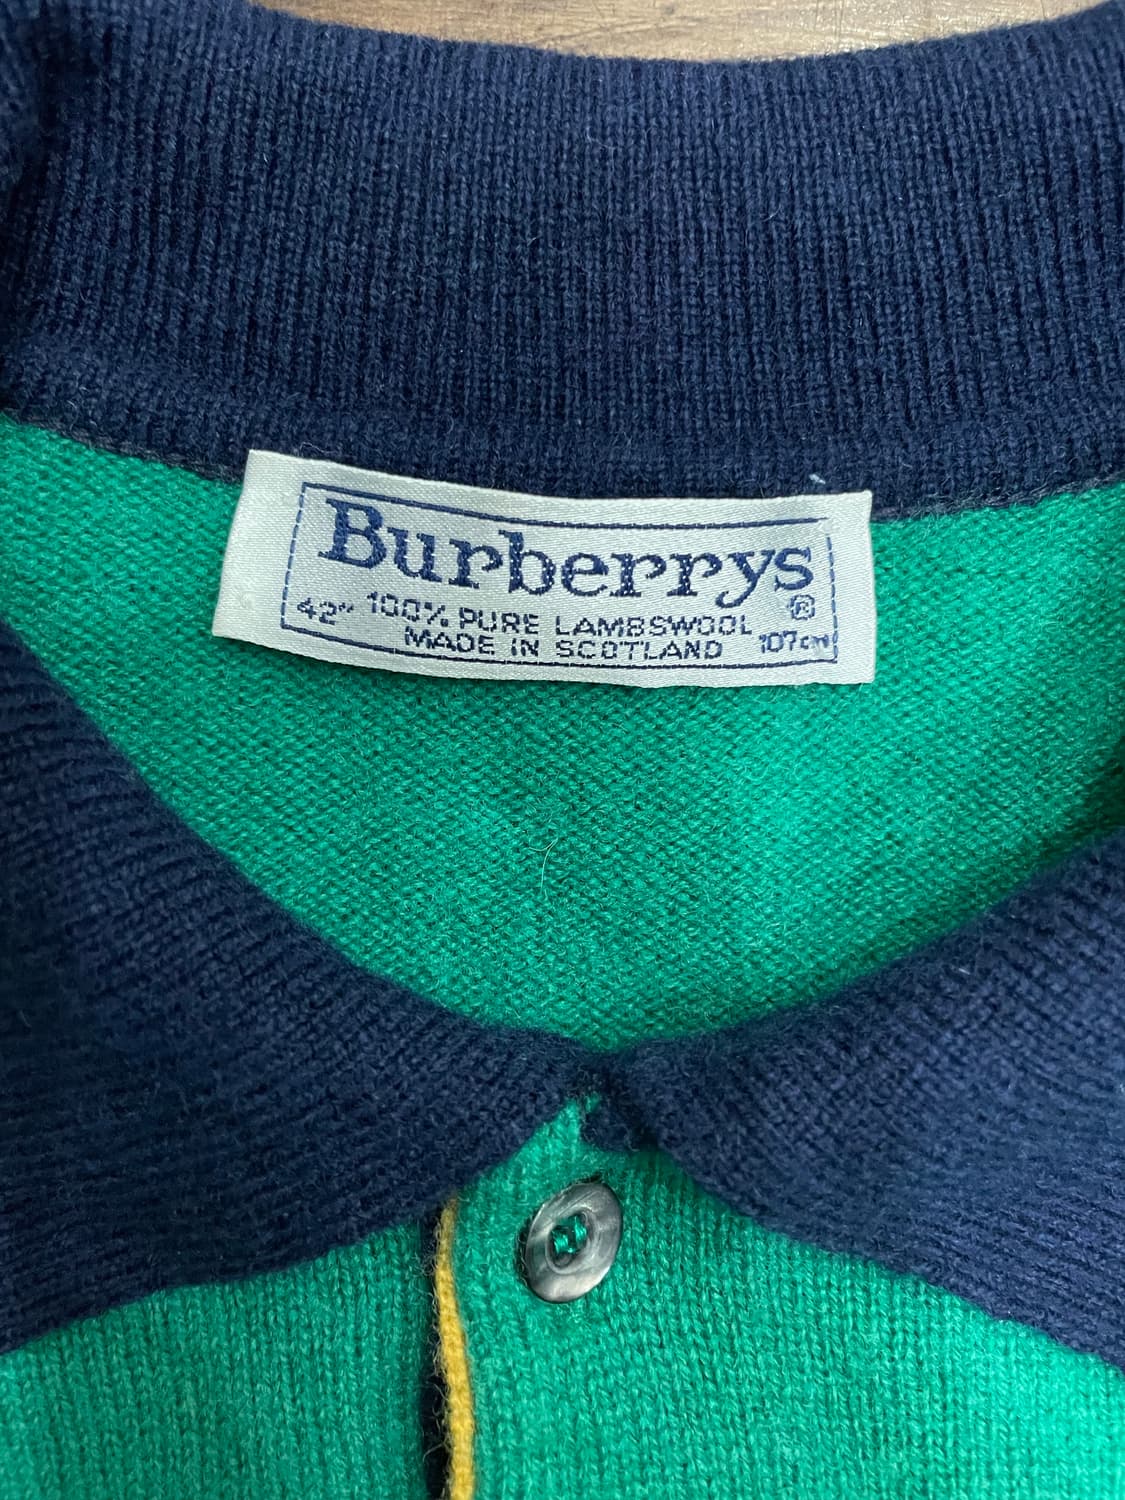 Burberrys
®
42" 100% PURE LAMBSWOOL
MADE IN SCOTLAND 107cm